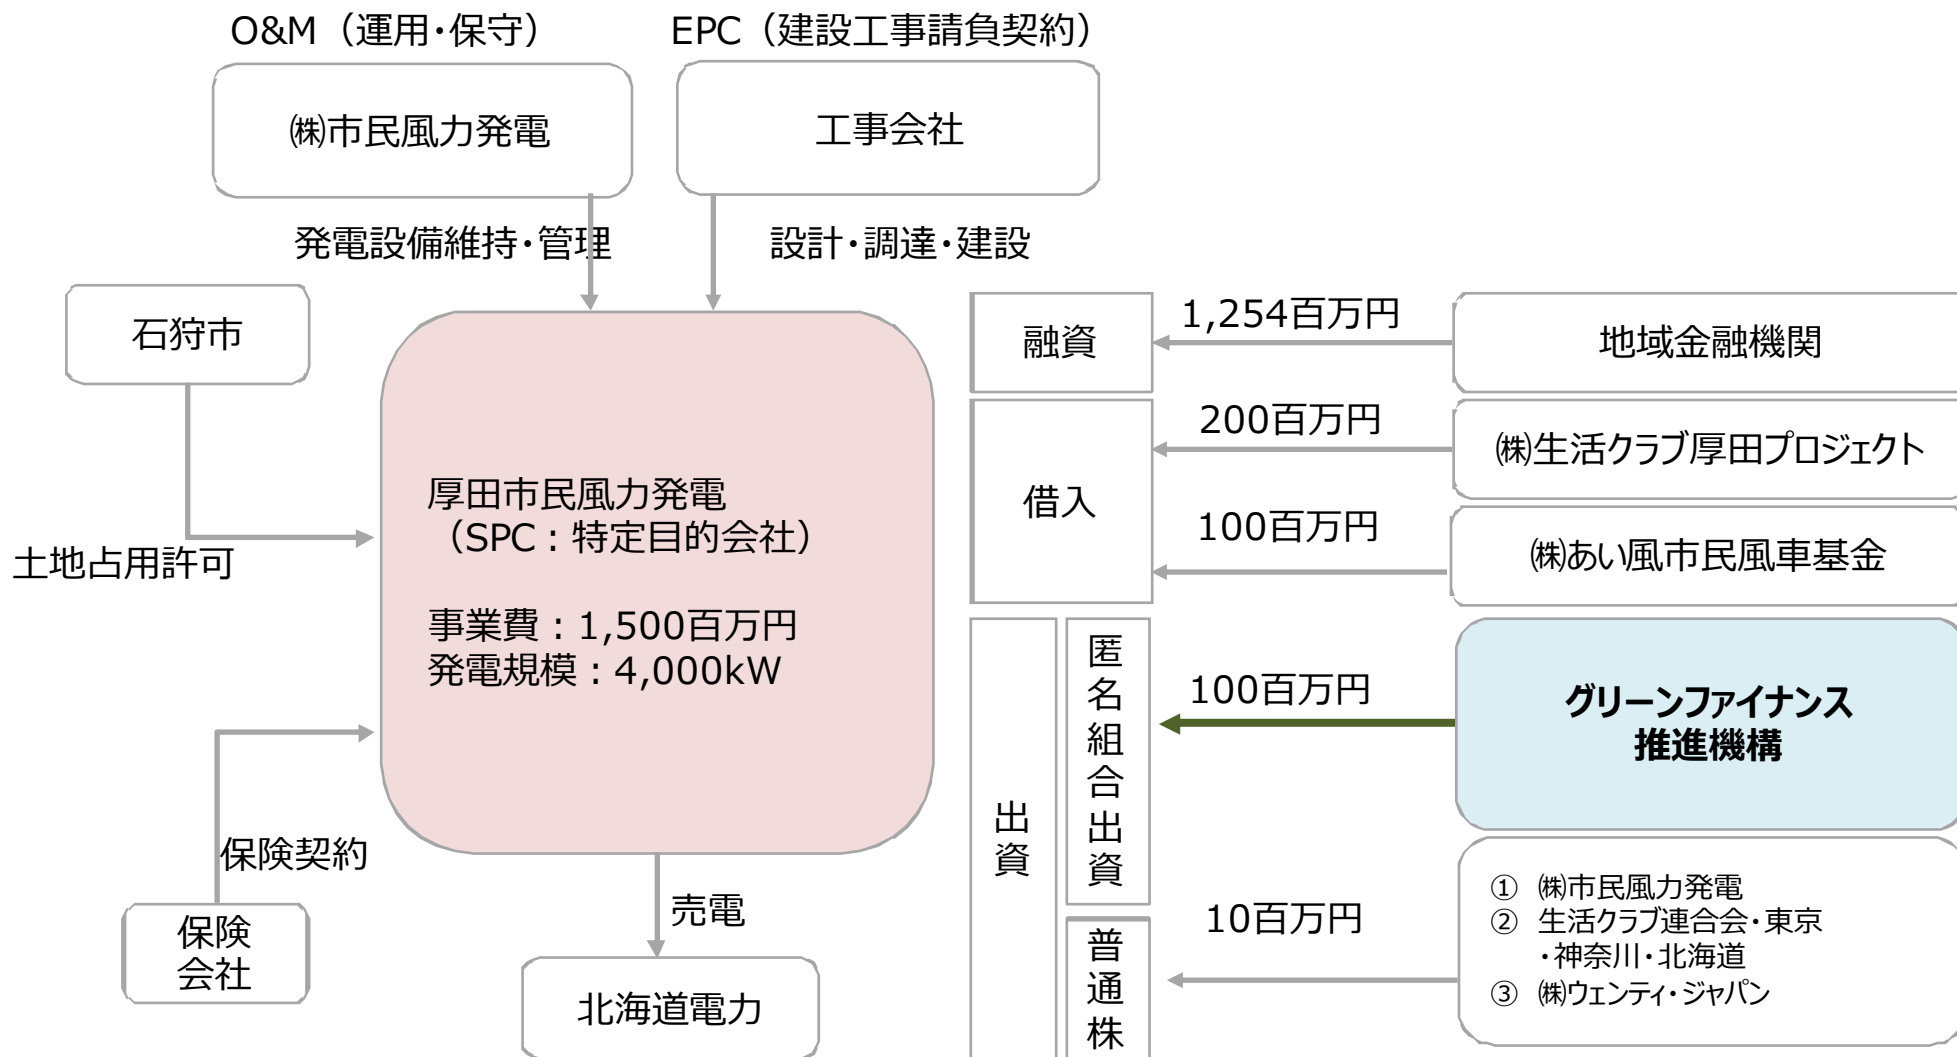 O&M（運用・保守）
EPC（建設工事請負契約）
㈱市民風力発電
工事会社
発電設備維持・管理
設計・調達・建設
石狩市
土地占用許可
厚田市民風力発電
（SPC：特定目的会社）
事業費：1,500百万円
発電規模：4,000kW
保険契約
保険
会社
売電
北海道電力
融資
1,254百万円
地域金融機関
借入
200百万円
㈱生活クラブ厚田プロジェクト
100百万円
㈱あい風市民風車基金
出資
匿名組合出資
100百万円
グリーンファイナンス
推進機構
普通株
10百万円
① ㈱市民風力発電
② 生活クラブ連合会・東京
・神奈川・北海道
③ ㈱ウェンティ・ジャパン